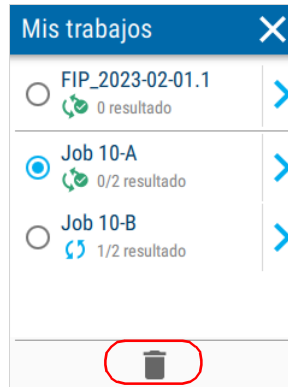 Mis trabajos
FIP_2023-02-01.1
0 resultado
Job 10-A
0/2 resultado
Job 10-B
1/2 resultado